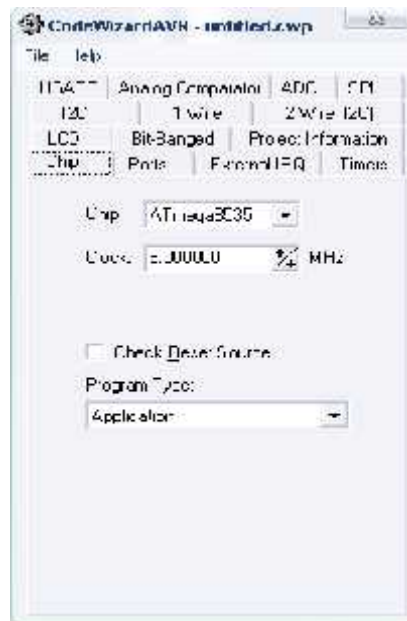 CodeWizardAVR - untitled.cwp
File Help
USART Analog Comparator ADC SPI
I2C 1 Wire 2 Wire (I2C)
LCD Bit-Banged Project Information
Chip Ports External IRQ Timers
Chip: ATmega8535
Clock: MHz
Check Reset Source
Program Type:
Application